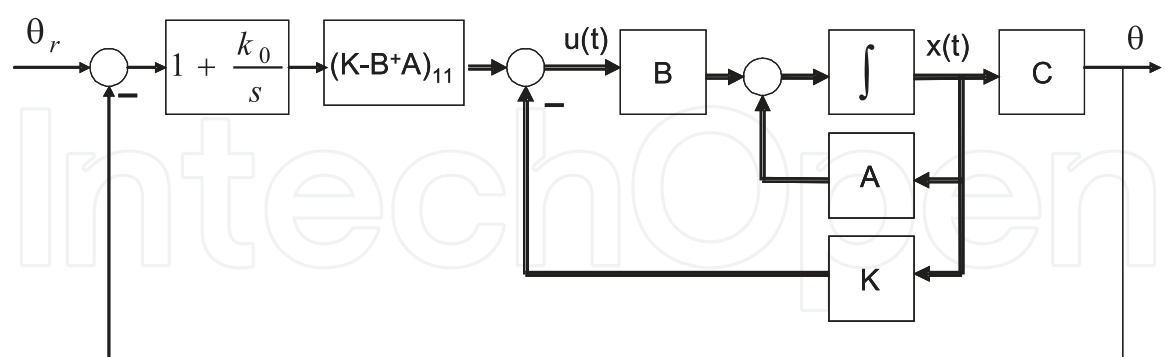 θr
1 + k0/s
(K-B⁺A)11
u(t)
B
∫
x(t)
C
θ
A
K
−
−
IntechOpen